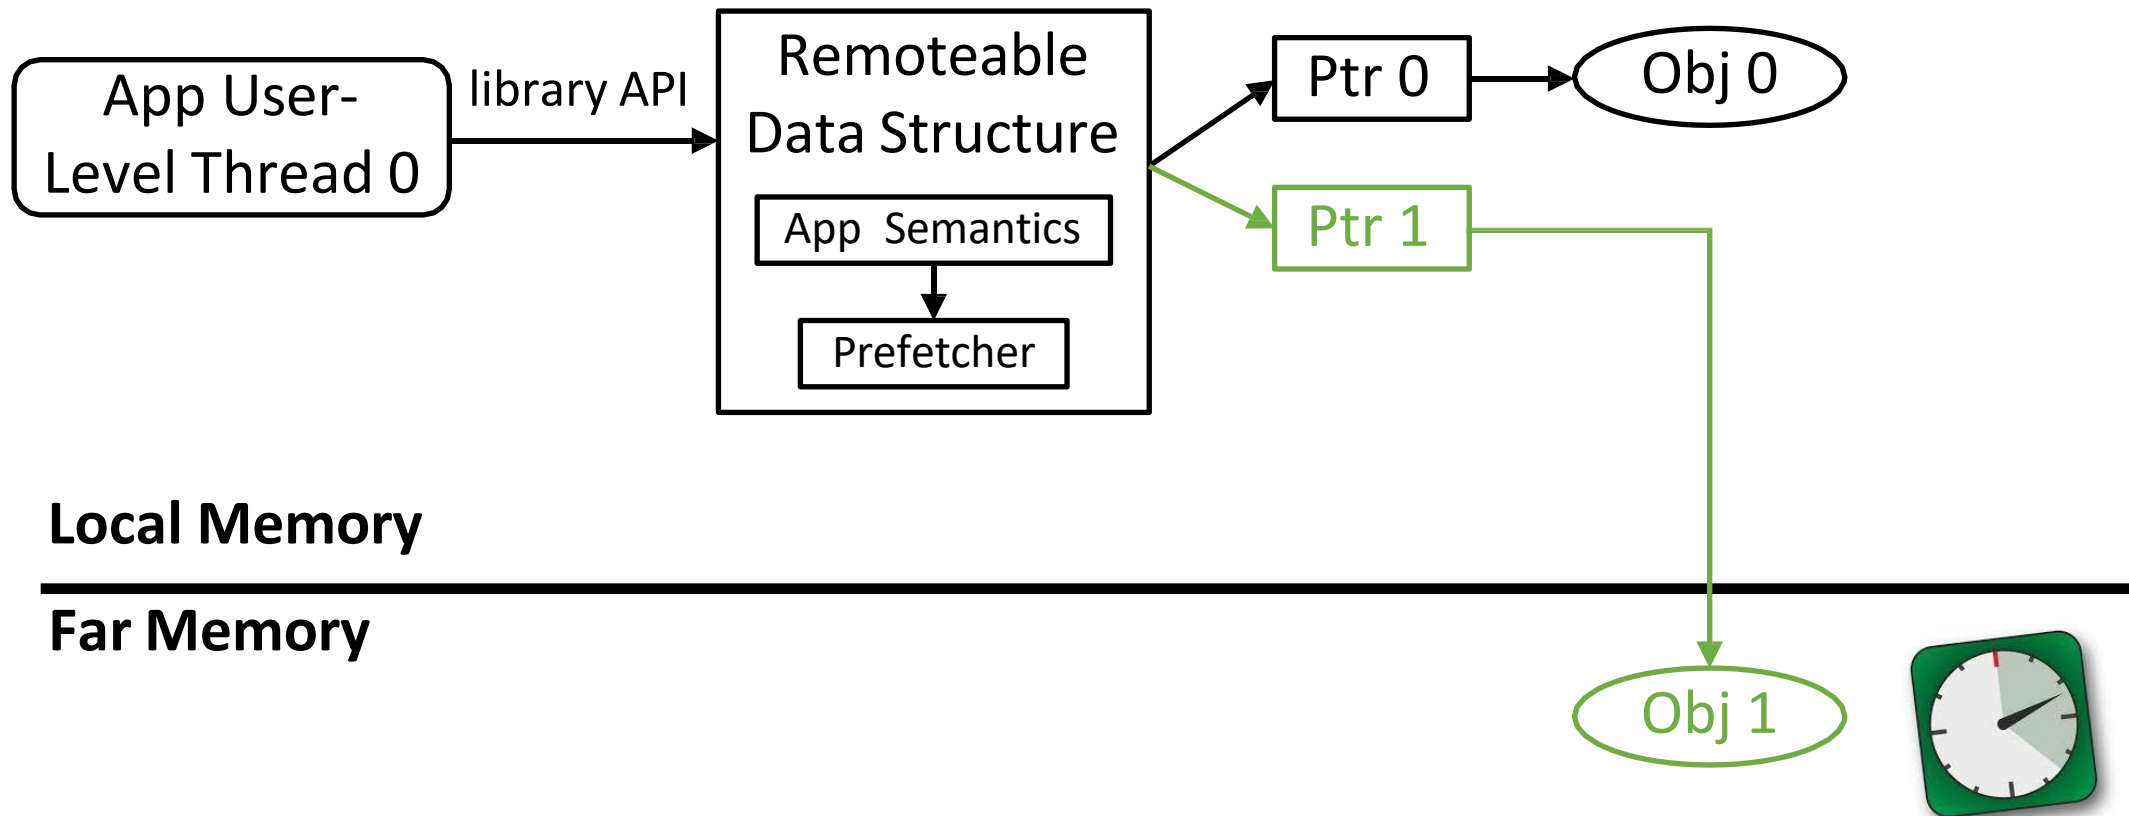 App User-
Level Thread 0
library API
Remoteable
Data Structure
App Semantics
Prefetcher
Ptr 0
Obj 0
Ptr 1
Local Memory
Far Memory
Obj 1